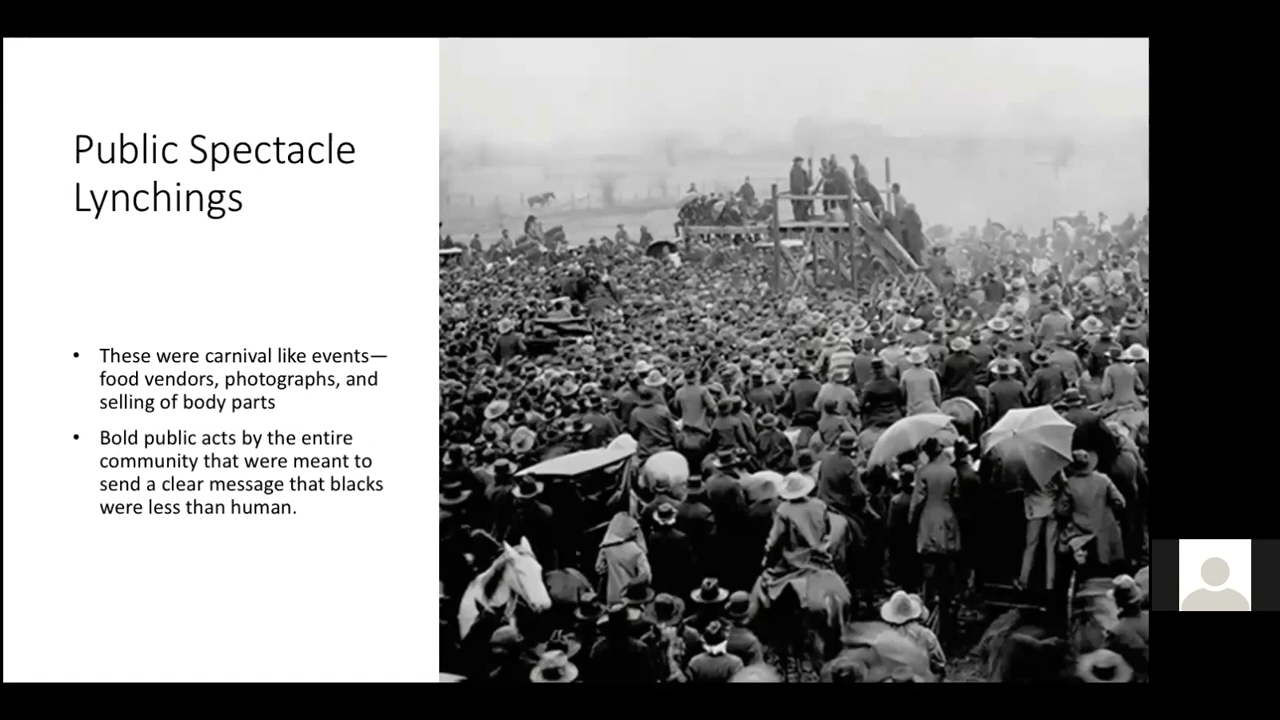 Public Spectacle
Lynchings
• These were carnival like events—
food vendors, photographs, and
selling of body parts
• Bold public acts by the entire
community that were meant to
send a clear message that blacks
were less than human.